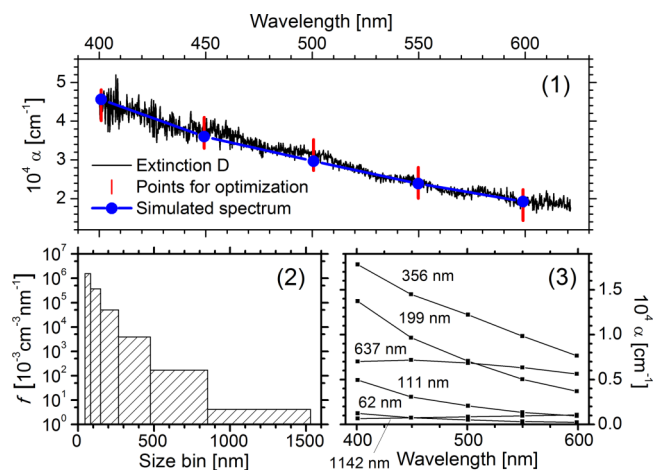 Wavelength [nm]
400 450 500 550 600
(1)
5
4
3
2
10⁴ α [cm⁻¹]
Extinction D
Points for optimization
Simulated spectrum
(2)
10⁷
10⁶
10⁵
10⁴
10³
10²
10¹
10⁰
f [10⁻³cm⁻³nm⁻¹]
0 500 1000 1500
Size bin [nm]
(3)
356 nm
199 nm
637 nm
111 nm
62 nm
1142 nm
1.5
1.0
0.5
0.0
10⁴ α [cm⁻¹]
400 500 600
Wavelength [nm]